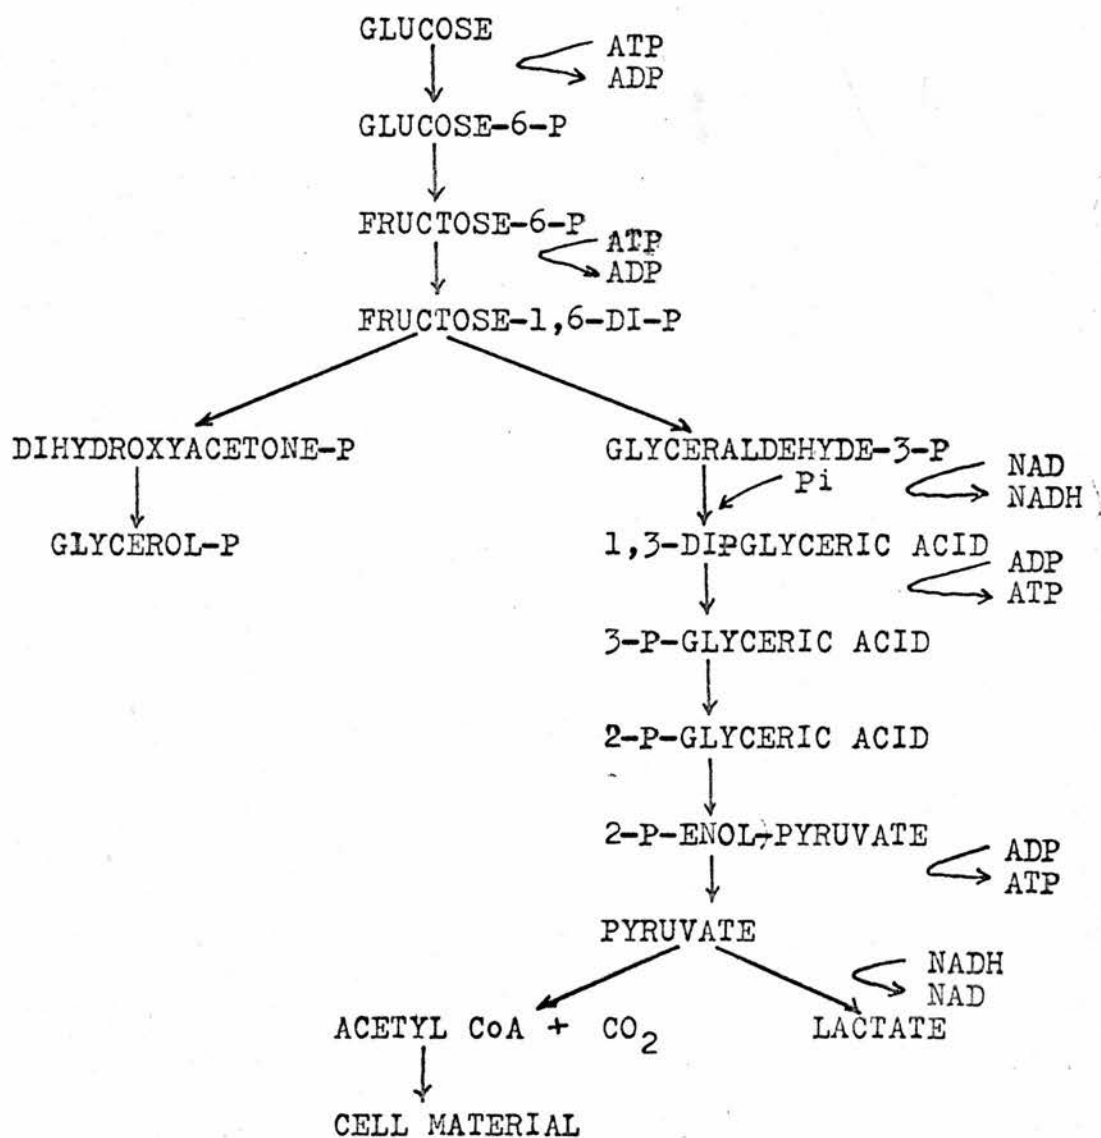 GLUCOSE
ATP
ADP
GLUCOSE-6-P
FRUCTOSE-6-P
ATP
ADP
FRUCTOSE-1,6-DI-P
DIHYDROXYACETONE-P
GLYCERALDEHYDE-3-P
Pi
NAD
NADH
GLYCEROL-P
1,3-DIPGLYCERIC ACID
ADP
ATP
3-P-GLYCERIC ACID
2-P-GLYCERIC ACID
2-P-ENOL-PYRUVATE
ADP
ATP
PYRUVATE
NADH
NAD
ACETYL CoA + CO₂
LACTATE
CELL MATERIAL